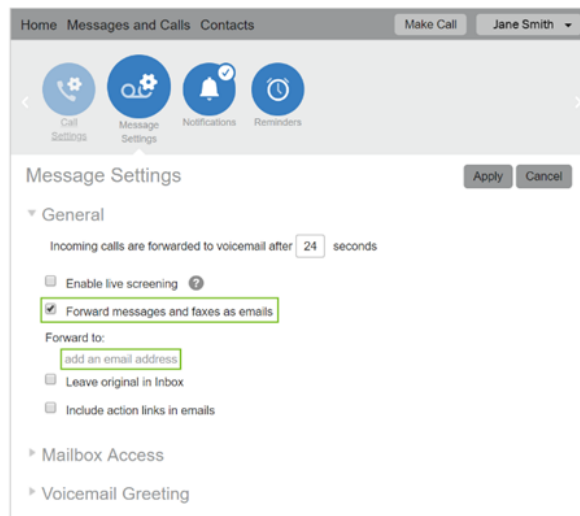 Home Messages and Calls Contacts Make Call Jane Smith
Call Settings
Message Settings
Notifications
Reminders
Message Settings Apply Cancel
General
Incoming calls are forwarded to voicemail after 24 seconds
Enable live screening ?
Forward messages and faxes as emails
Forward to:
add an email address
Leave original in Inbox
Include action links in emails
Mailbox Access
Voicemail Greeting